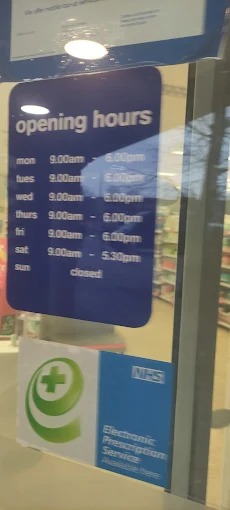 opening hours
mon 9.00am - 6.00pm
tues 9.00am - 6.00pm
wed 9.00am - 6.00pm
thurs 9.00am - 6.00pm
fri 9.00am - 6.00pm
sat 9.00am - 5.30pm
sun closed
NHS
Electronic
Prescription
Service
Available here